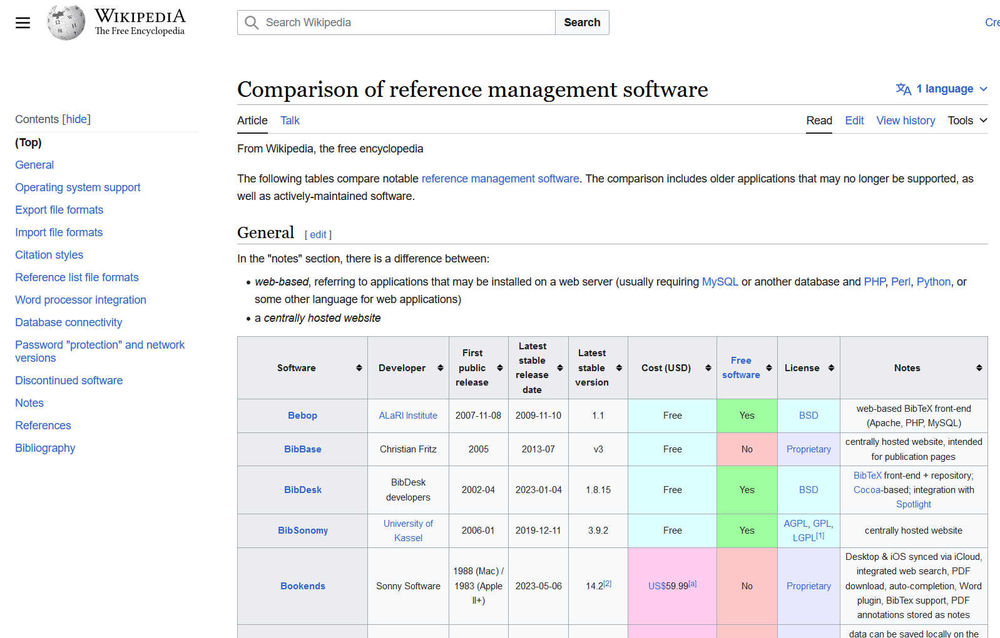 WIKIPEDIA
The Free Encyclopedia
Search Wikipedia
Search
Cre
Contents [hide]
(Top)
General
Operating system support
Export file formats
Import file formats
Citation styles
Reference list file formats
Word processor integration
Database connectivity
Password "protection" and network
versions
Discontinued software
Notes
References
Bibliography
Comparison of reference management software
1 language
Article Talk
Read Edit View history Tools
From Wikipedia, the free encyclopedia
The following tables compare notable reference management software. The comparison includes older applications that may no longer be supported, as
well as actively-maintained software.
General [ edit ]
In the "notes" section, there is a difference between:
• web-based, referring to applications that may be installed on a web server (usually requiring MySQL or another database and PHP, Perl, Python, or
some other language for web applications)
• a centrally hosted website
Software
Developer
First
public
release
Latest
stable
release
date
Latest
stable
version
Cost (USD)
Free
software
License
Notes
Bebop
ALaRI Institute
2007-11-08
2009-11-10
1.1
Free
Yes
BSD
web-based BibTeX front-end
(Apache, PHP, MySQL)
BibBase
Christian Fritz
2005
2013-07
v3
Free
No
Proprietary
centrally hosted website, intended
for publication pages
BibDesk
BibDesk
developers
2002-04
2023-01-04
1.8.15
Free
Yes
BSD
BibTeX front-end + repository;
Cocoa-based; integration with
Spotlight
BibSonomy
University of
Kassel
2006-01
2019-12-11
3.9.2
Free
Yes
AGPL, GPL,
LGPL[1]
centrally hosted website
Bookends
Sonny Software
1988 (Mac) /
1983 (Apple
II+)
2023-05-06
14.2[2]
US$59.99[a]
No
Proprietary
Desktop & iOS synced via iCloud,
integrated web search, PDF
download, auto-completion, Word
plugin, BibTex support, PDF
annotations stored as notes
data can be saved locally on the